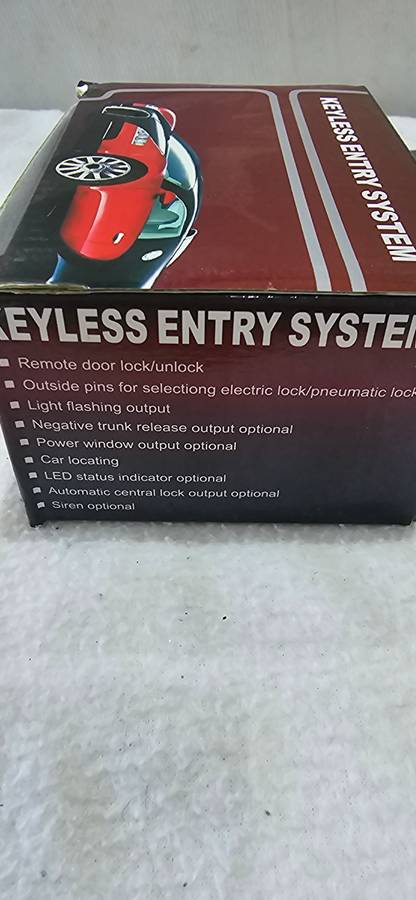 KEYLESS ENTRY SYSTEM
KEYLESS ENTRY SYSTEM
Remote door lock/unlock
Outside pins for selectiong electric lock/pneumatic lock
Light flashing output
Negative trunk release output optional
Power window output optional
Car locating
LED status indicator optional
Automatic central lock output optional
Siren optional